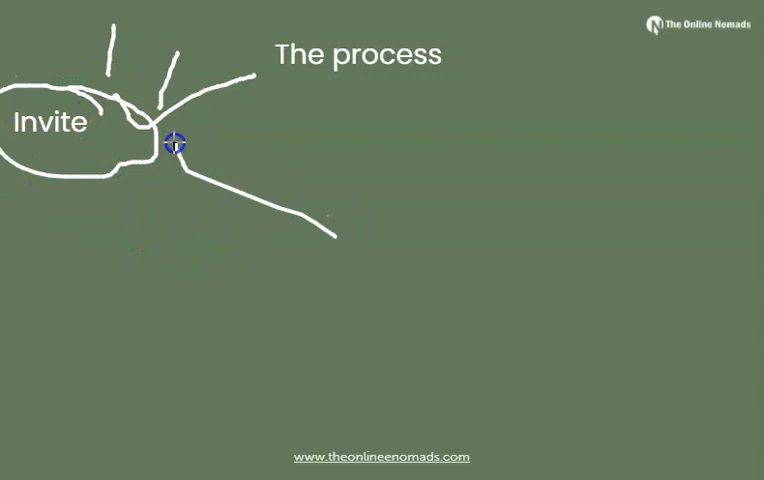 The Online Nomads
The process
Invite
www.theonlineenomads.com